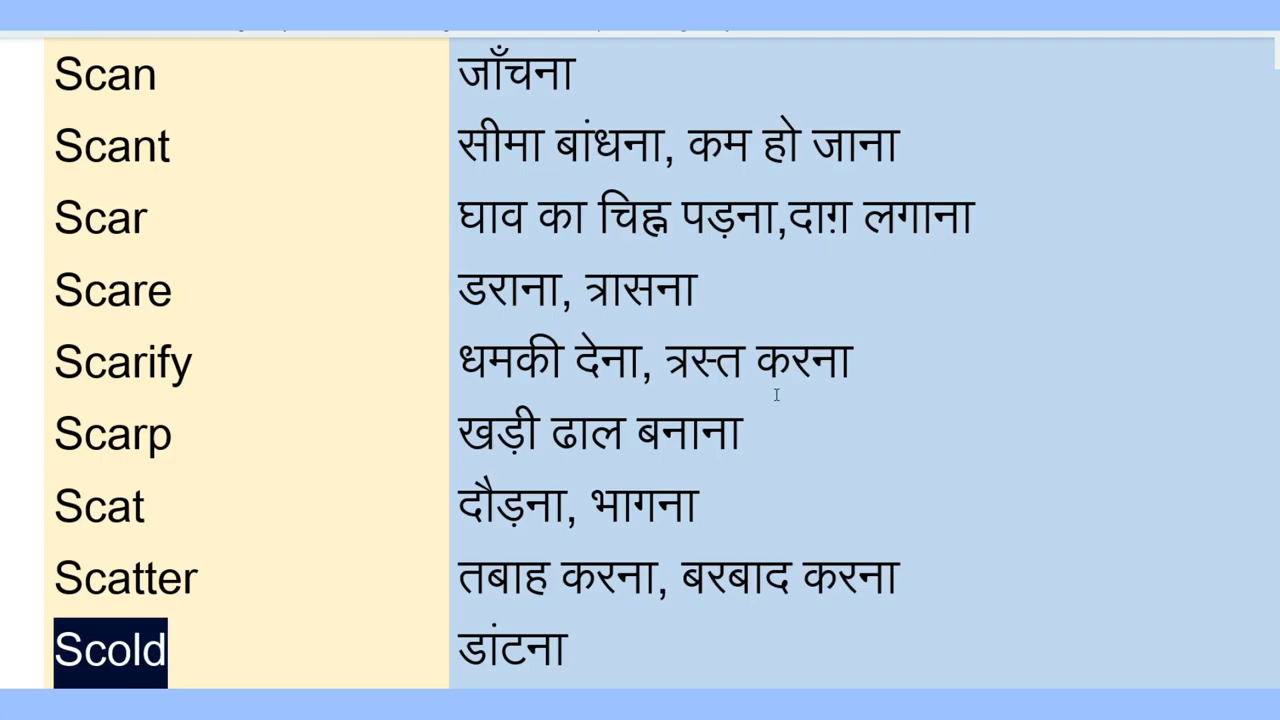 Scan जाँचना
Scant सीमा बांधना, कम हो जाना
Scar घाव का चिह्न पड़ना,दाग़ लगाना
Scare डराना, त्रासना
Scarify धमकी देना, त्रस्त करना
Scarp खड़ी ढाल बनाना
Scat दौड़ना, भागना
Scatter तबाह करना, बरबाद करना
Scold डांटना